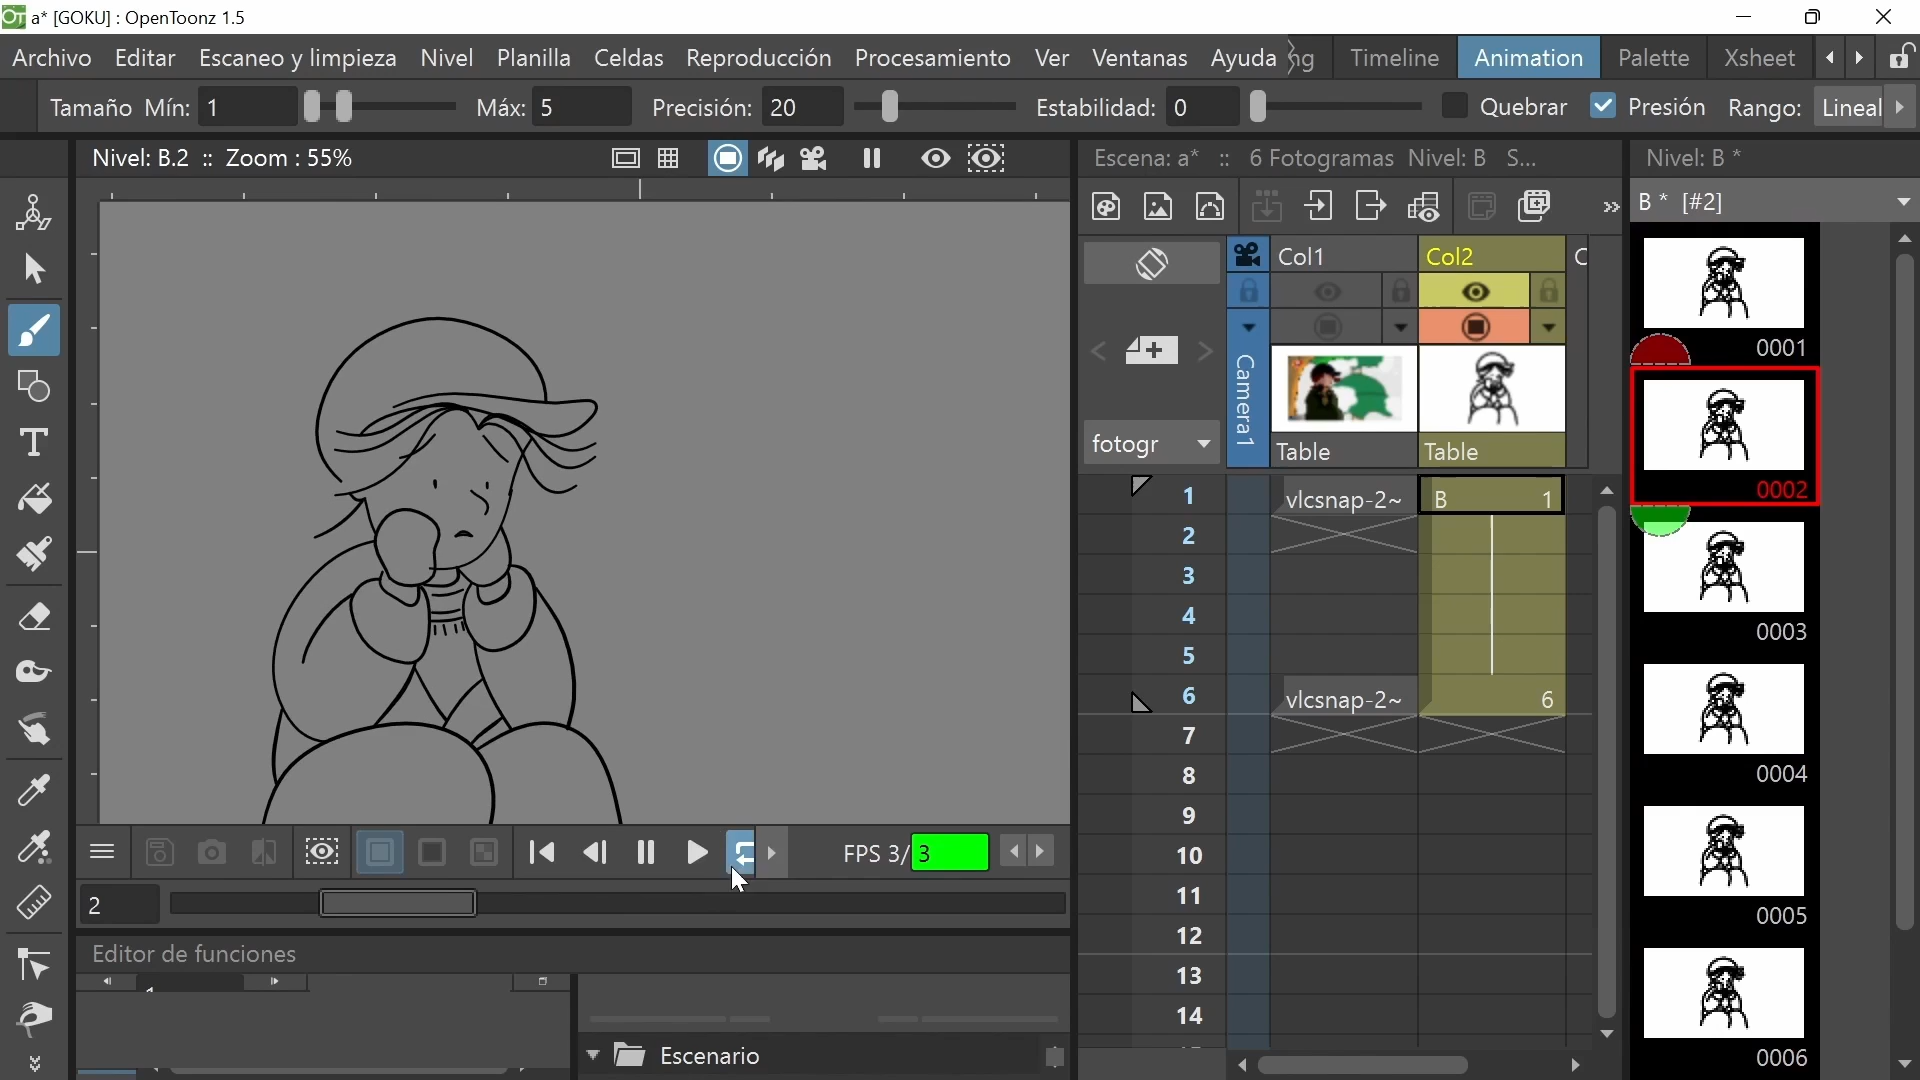 a* [GOKU] : OpenToonz 1.5
Archivo Editar Escaneo y limpieza Nivel Planilla Celdas Reproducción Procesamiento Ver Ventanas Ayuda ng Timeline Animation Palette Xsheet
Tamaño Mín: 1 Máx: 5 Precisión: 20 Estabilidad: 0 Quebrar Presión Rango: Lineal
Nivel: B.2 :: Zoom : 55%
Escena: a* :: 6 Fotogramas Nivel: B S...
Nivel: B *
B * [#2]
Col1 Col2 C
Camera1
fotogr
Table Table
1 vlcsnap-2~ B 1
2
3
4
5
6 vlcsnap-2~ 6
7
8
9
10
11
12
13
14
0001
0002
0003
0004
0005
0006
FPS 3/3
2
Editor de funciones
Escenario